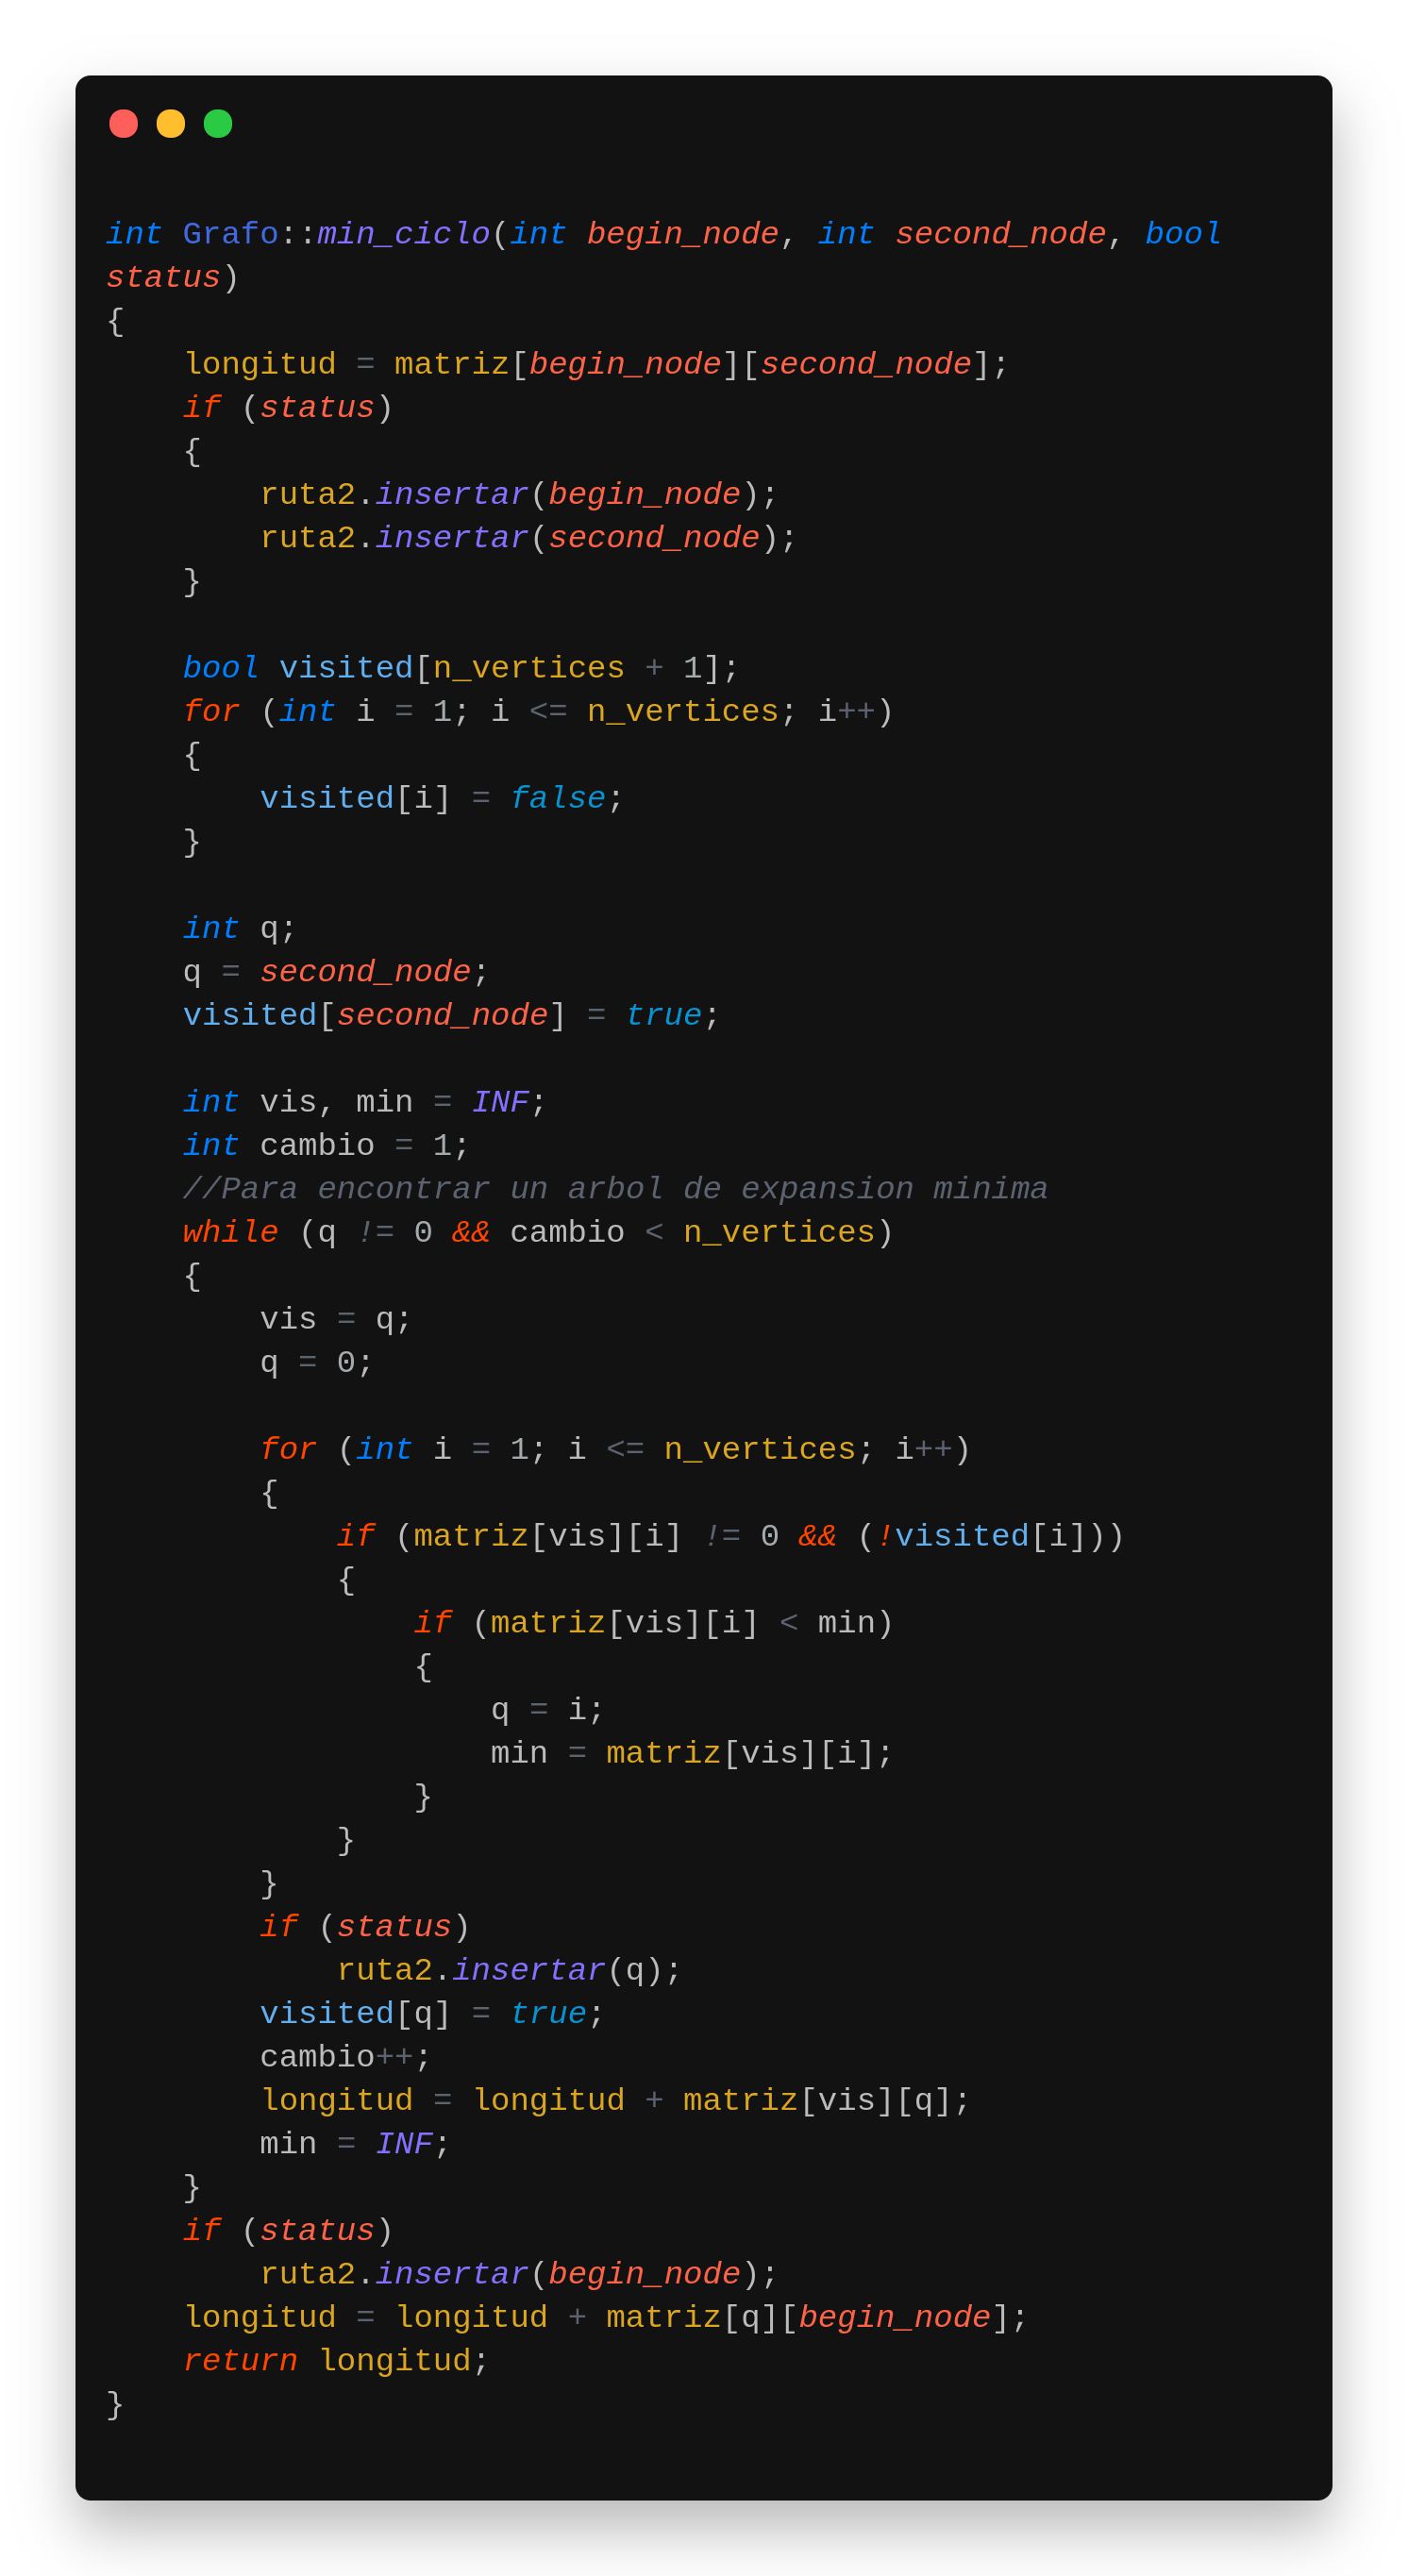 int Grafo::min_ciclo(int begin_node, int second_node, bool
status)
{
    longitud = matriz[begin_node][second_node];
    if (status)
    {
        ruta2.insertar(begin_node);
        ruta2.insertar(second_node);
    }

    bool visited[n_vertices + 1];
    for (int i = 1; i <= n_vertices; i++)
    {
        visited[i] = false;
    }

    int q;
    q = second_node;
    visited[second_node] = true;

    int vis, min = INF;
    int cambio = 1;
    //Para encontrar un arbol de expansion minima
    while (q != 0 && cambio < n_vertices)
    {
        vis = q;
        q = 0;

        for (int i = 1; i <= n_vertices; i++)
        {
            if (matriz[vis][i] != 0 && (!visited[i]))
            {
                if (matriz[vis][i] < min)
                {
                    q = i;
                    min = matriz[vis][i];
                }
            }
        }
        if (status)
            ruta2.insertar(q);
        visited[q] = true;
        cambio++;
        longitud = longitud + matriz[vis][q];
        min = INF;
    }
    if (status)
        ruta2.insertar(begin_node);
    longitud = longitud + matriz[q][begin_node];
    return longitud;
}